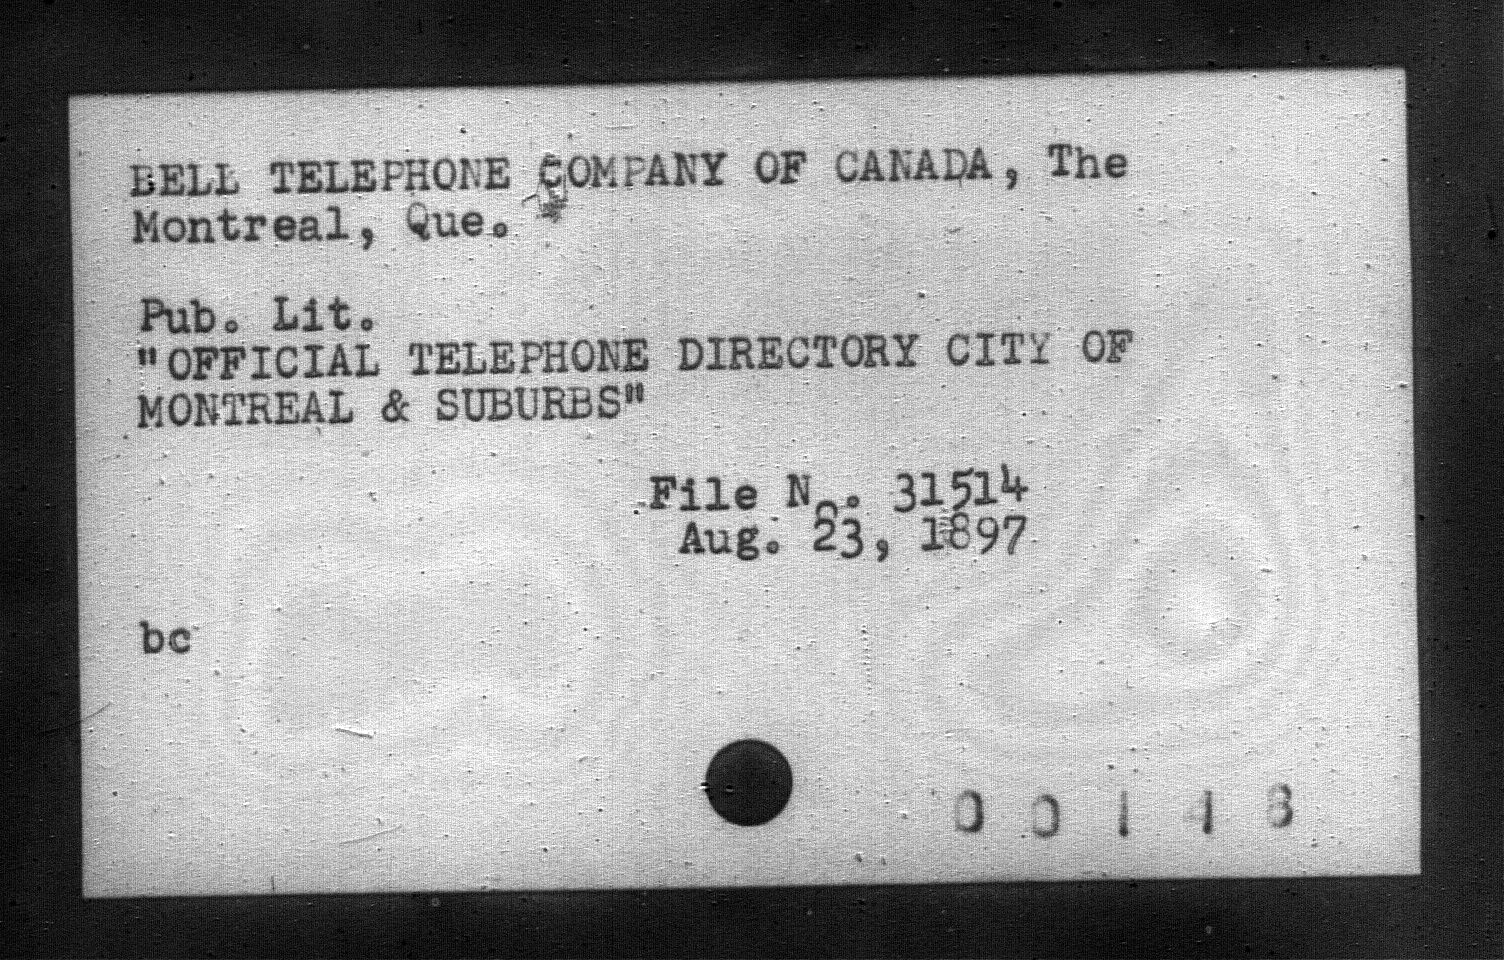 BELL TELEPHONE COMPANY OF CANADA, The
Montreal, Que.
Pub. Lit.
"OFFICIAL TELEPHONE DIRECTORY CITY OF
MONTREAL & SUBURBS"
File No. 31514
Aug. 23, 1897
bc